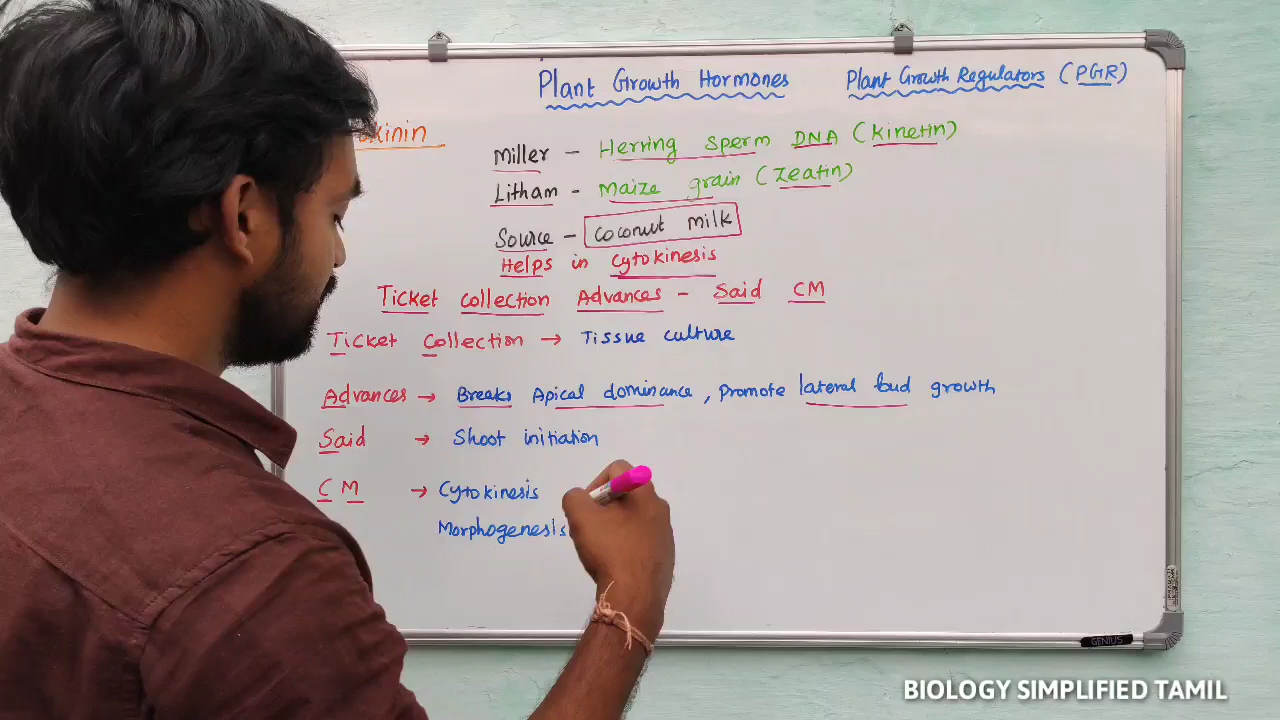 Plant Growth Hormones Plant Growth Regulators (PGR)
okinin
Miller - Herring sperm DNA (Kinetin)
Litham - Maize grain (Zeatin)
Source - Coconut milk
Helps in Cytokinesis
Ticket collection Advances - Said CM
Ticket Collection → Tissue culture
Advances → Breaks Apical dominance, Promote lateral bud growth
Said → Shoot initiation
CM → Cytokinesis
Morphogenesis
GENIUS
BIOLOGY SIMPLIFIED TAMIL